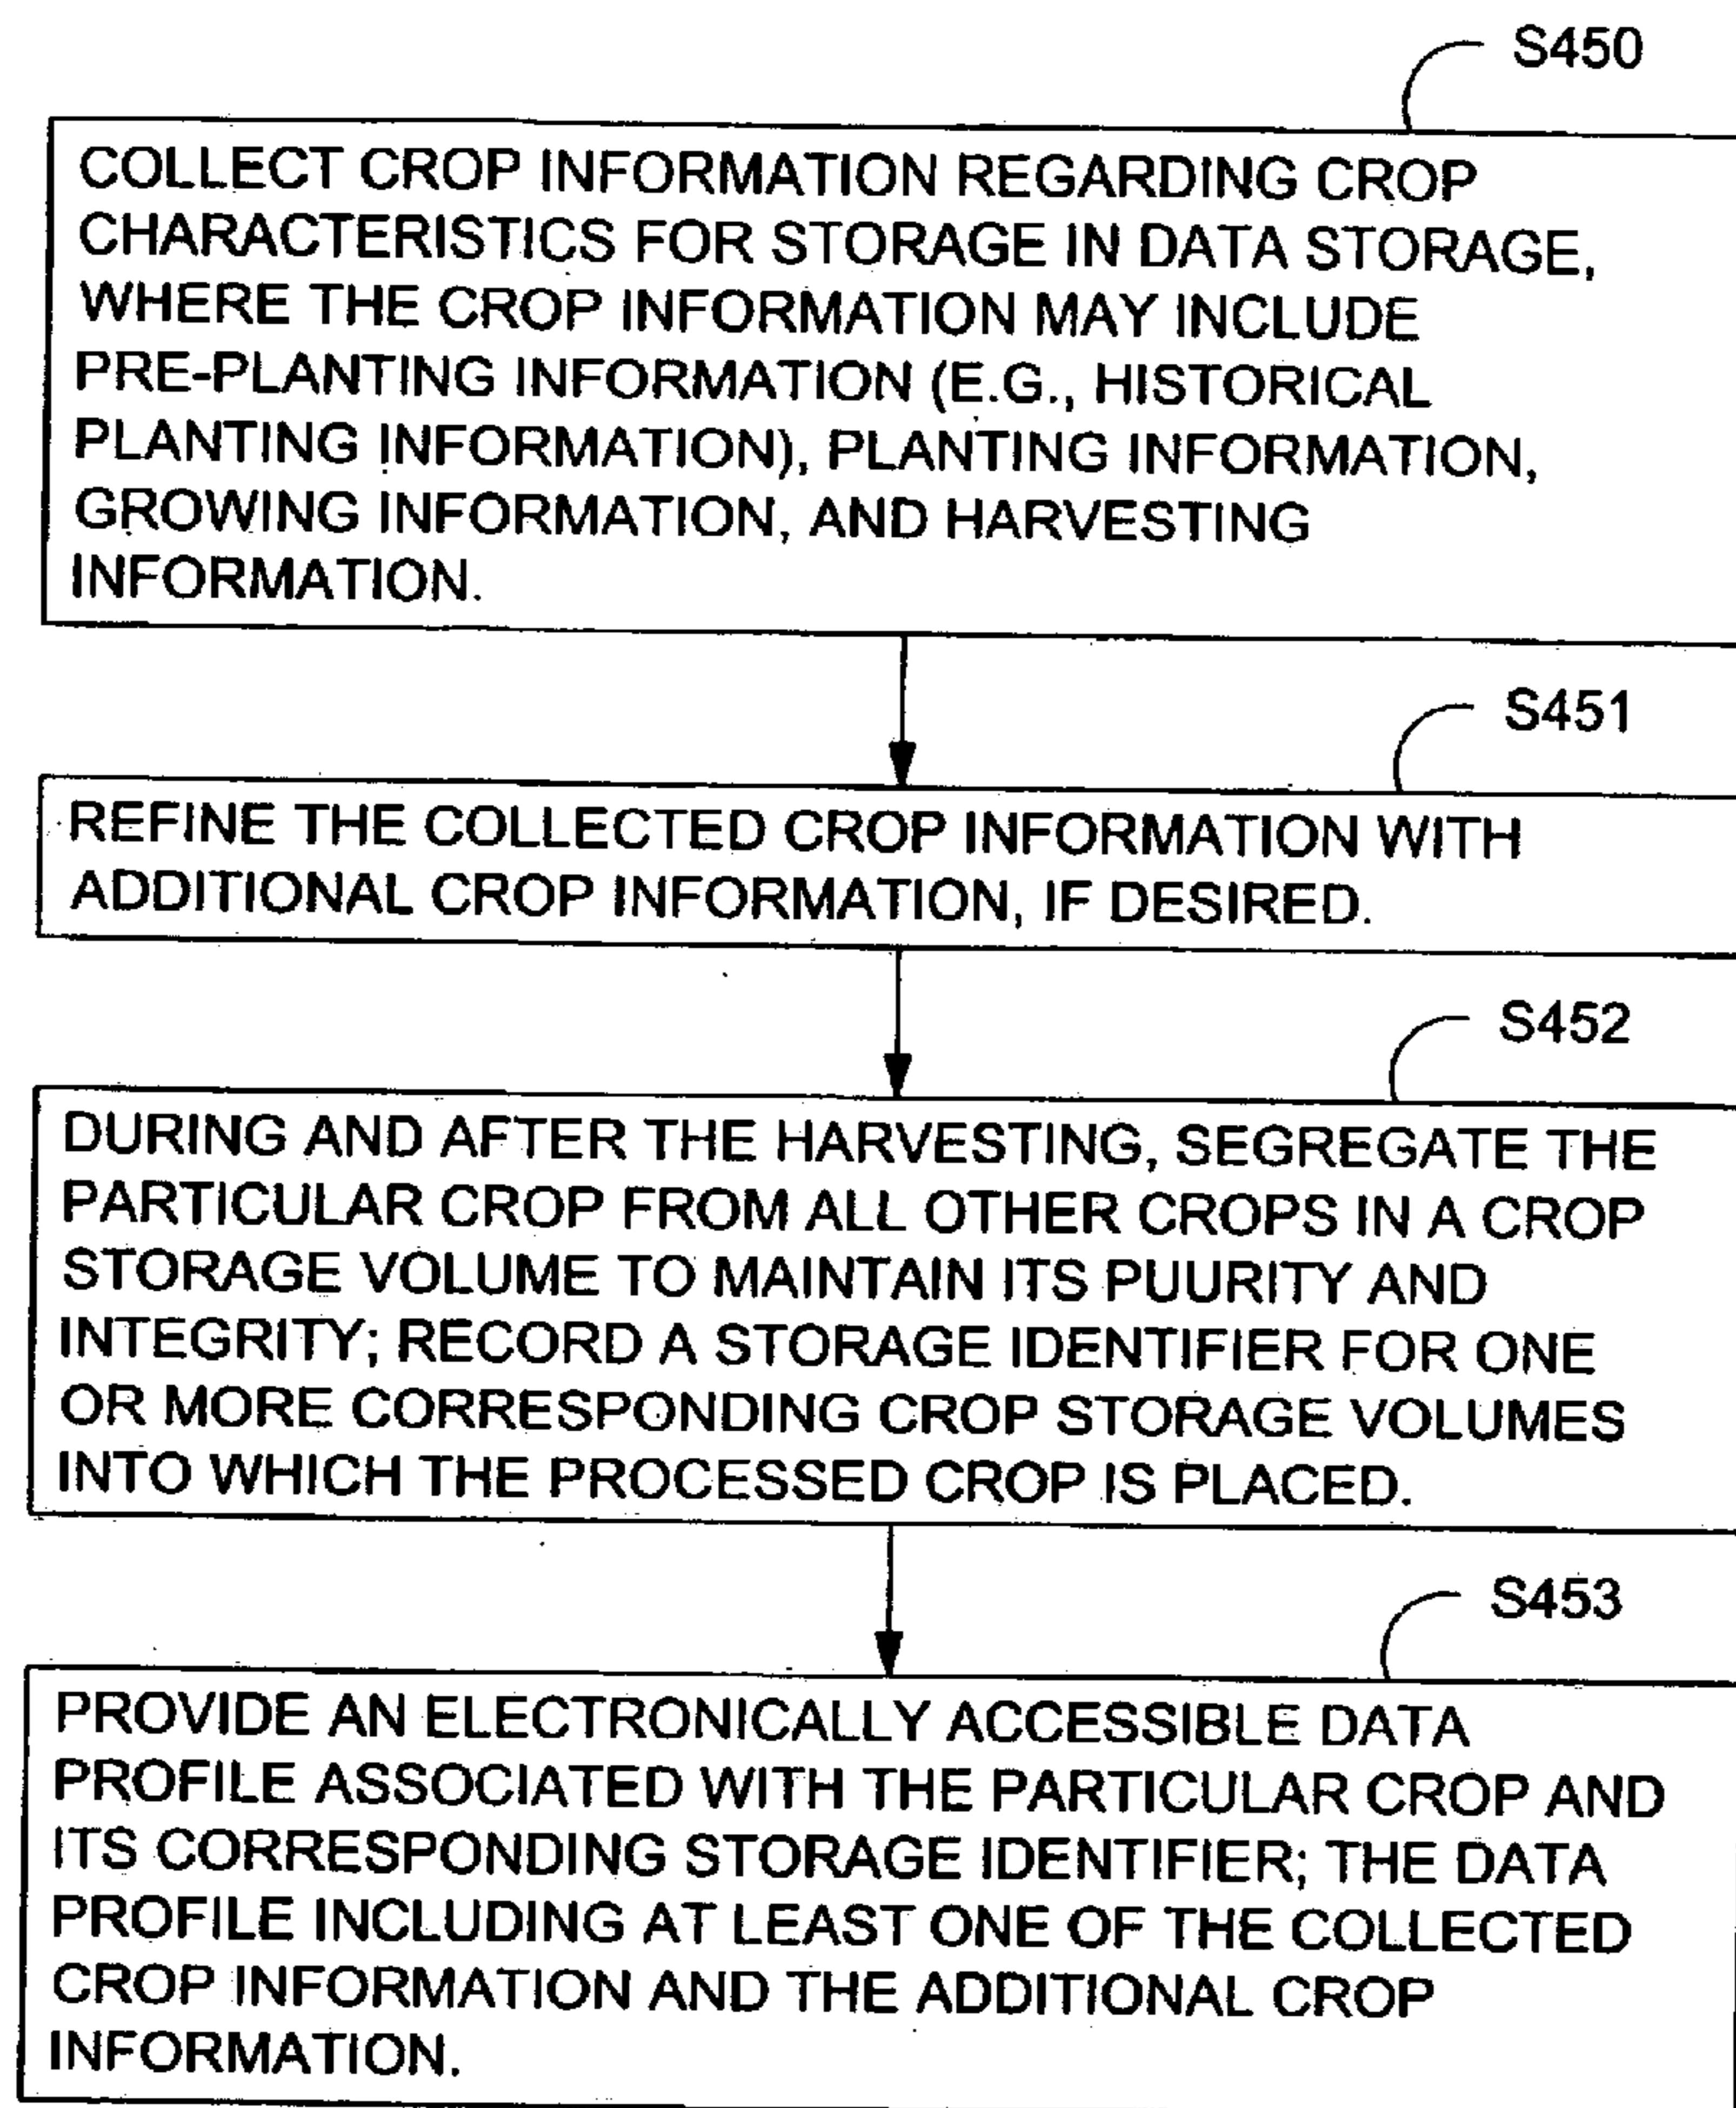 S450
COLLECT CROP INFORMATION REGARDING CROP
CHARACTERISTICS FOR STORAGE IN DATA STORAGE,
WHERE THE CROP INFORMATION MAY INCLUDE
PRE-PLANTING INFORMATION (E.G., HISTORICAL
PLANTING INFORMATION), PLANTING INFORMATION,
GROWING INFORMATION, AND HARVESTING
INFORMATION.
S451
REFINE THE COLLECTED CROP INFORMATION WITH
ADDITIONAL CROP INFORMATION, IF DESIRED.
S452
DURING AND AFTER THE HARVESTING, SEGREGATE THE
PARTICULAR CROP FROM ALL OTHER CROPS IN A CROP
STORAGE VOLUME TO MAINTAIN ITS PUURITY AND
INTEGRITY; RECORD A STORAGE IDENTIFIER FOR ONE
OR MORE CORRESPONDING CROP STORAGE VOLUMES
INTO WHICH THE PROCESSED CROP IS PLACED.
S453
PROVIDE AN ELECTRONICALLY ACCESSIBLE DATA
PROFILE ASSOCIATED WITH THE PARTICULAR CROP AND
ITS CORRESPONDING STORAGE IDENTIFIER; THE DATA
PROFILE INCLUDING AT LEAST ONE OF THE COLLECTED
CROP INFORMATION AND THE ADDITIONAL CROP
INFORMATION.